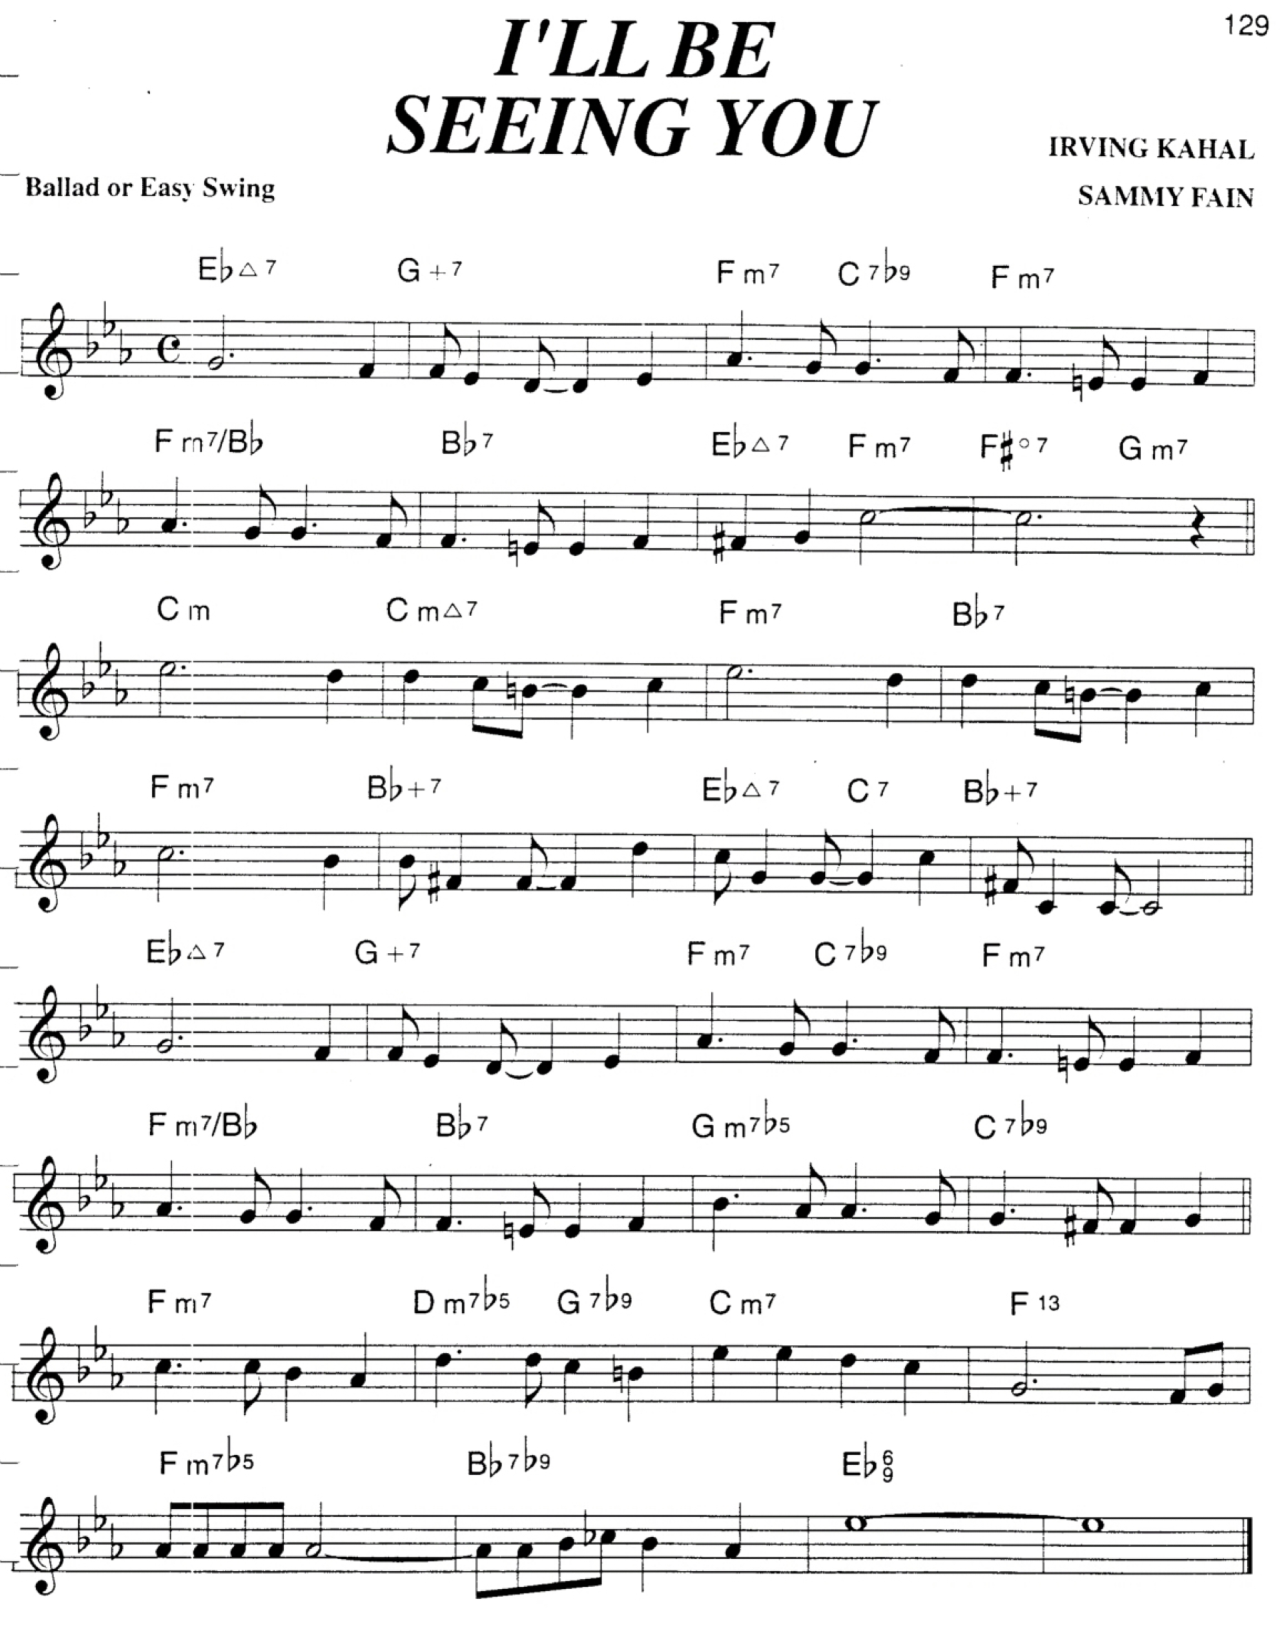 129
I'LL BE
SEEING YOU
IRVING KAHAL
Ballad or Easy Swing
SAMMY FAIN
E♭△7 G+7 Fm7 C7♭9 Fm7
Fm7/B♭ B♭7 E♭△7 Fm7 F♯°7 Gm7
Cm Cm△7 Fm7 B♭7
Fm7 B♭+7 E♭△7 C7 B♭+7
E♭△7 G+7 Fm7 C7♭9 Fm7
Fm7/B♭ B♭7 Gm7♭5 C7♭9
Fm7 Dm7♭5 G7♭9 Cm7 F13
Fm7♭5 B♭7♭9 E♭6/9